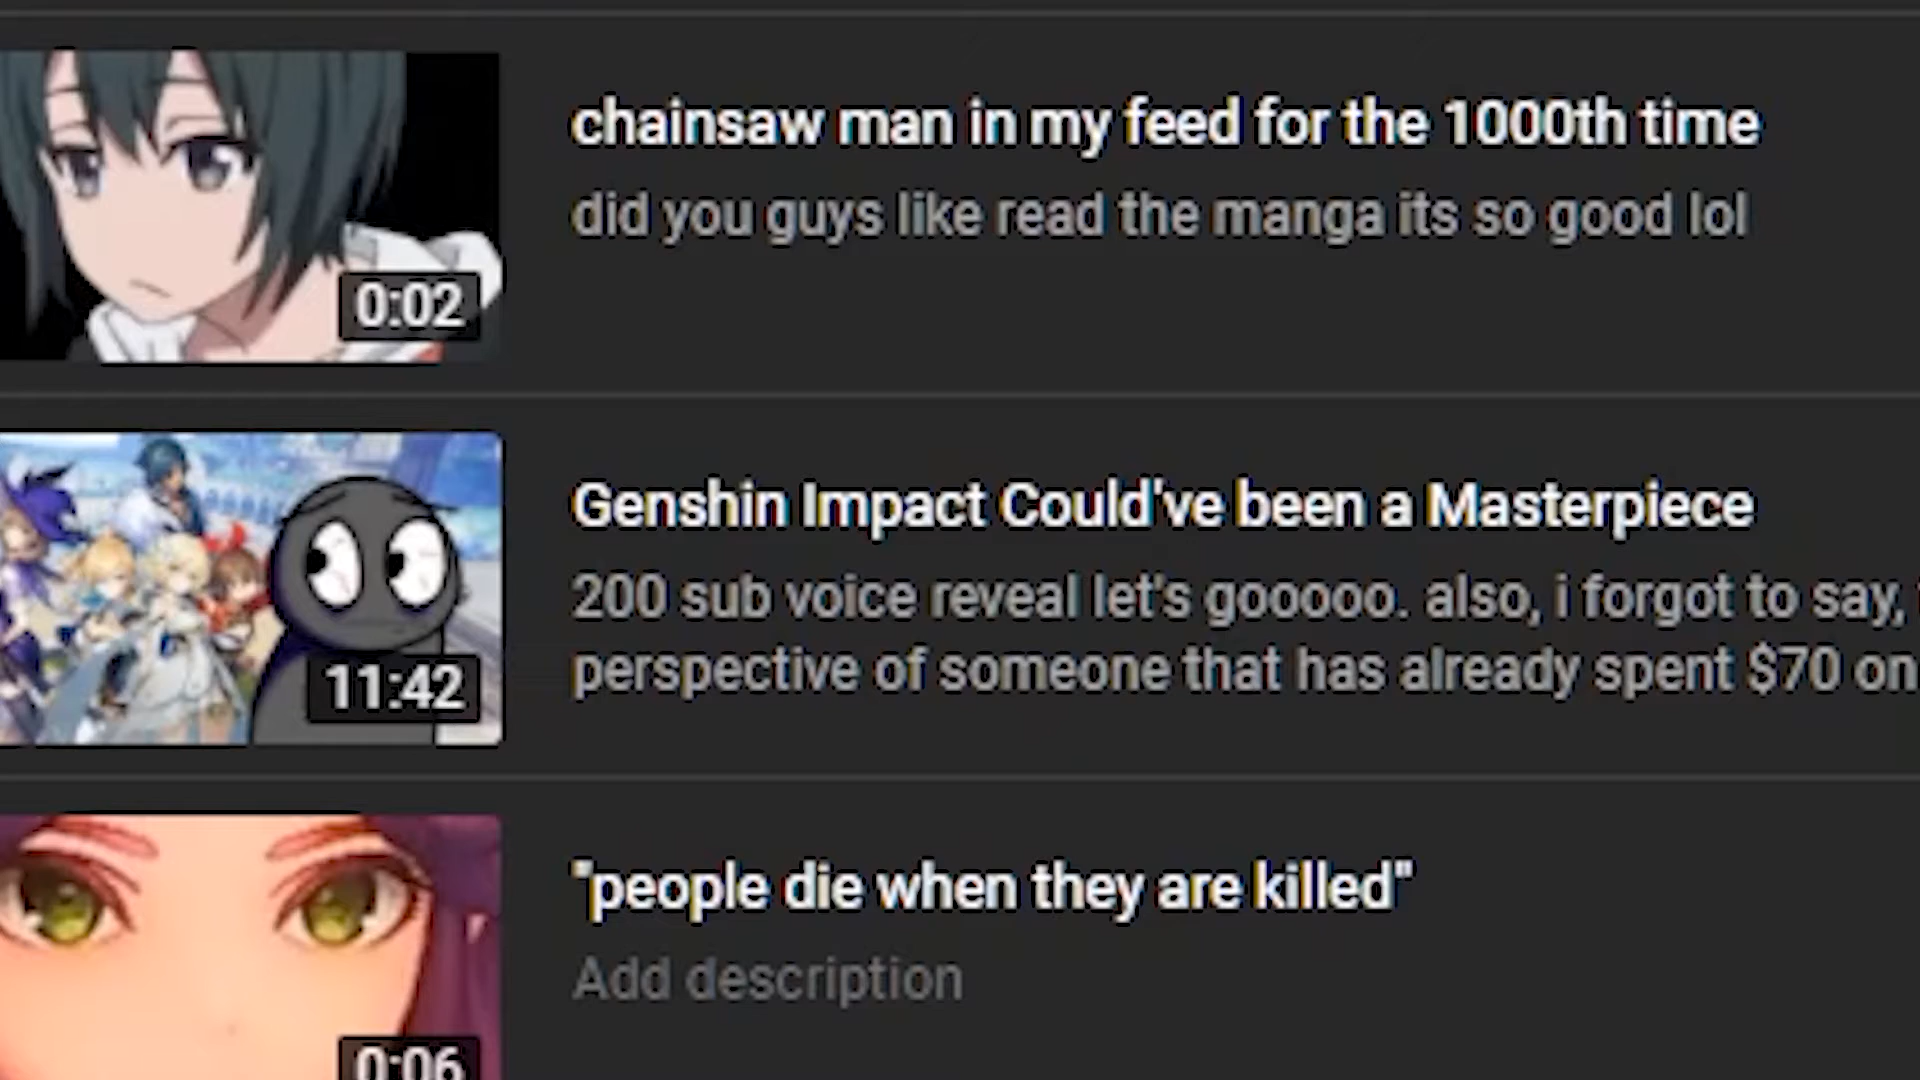 chainsaw man in my feed for the 1000th time
did you guys like read the manga its so good lol
0:02
Genshin Impact Could've been a Masterpiece
200 sub voice reveal let's gooooo. also, i forgot to say,
perspective of someone that has already spent $70 on
11:42
"people die when they are killed"
Add description
0:06